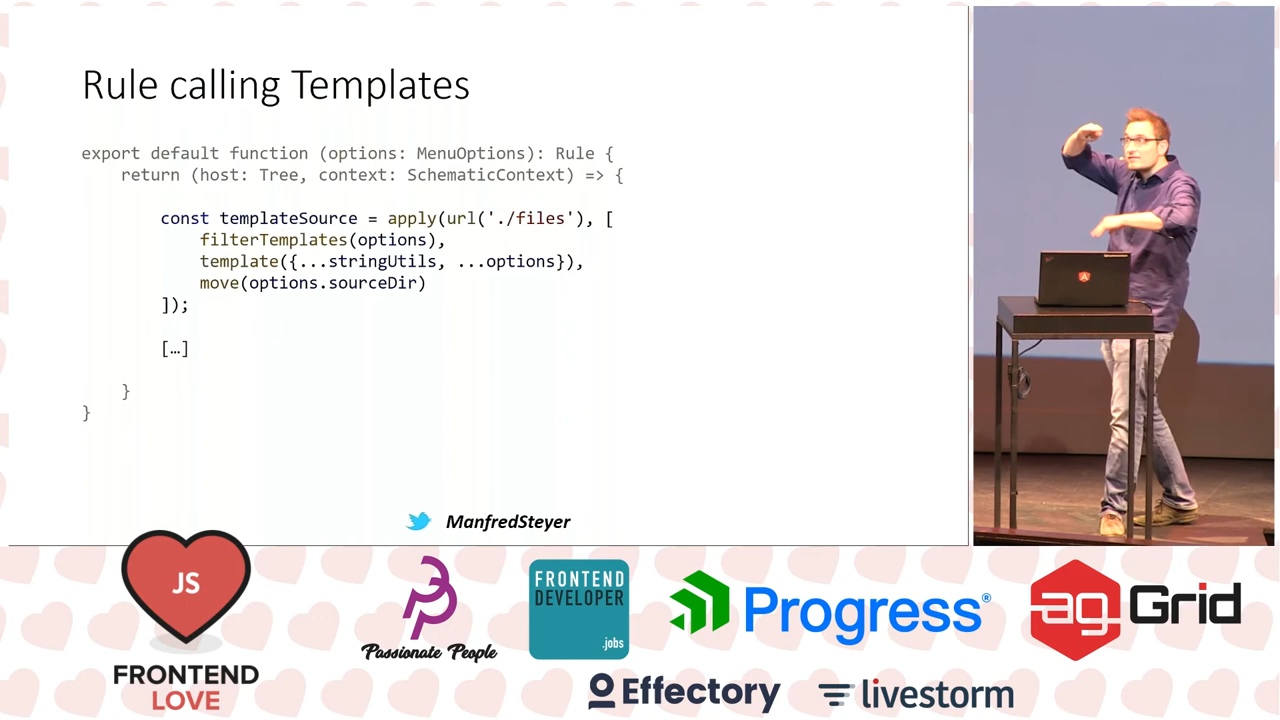 Rule calling Templates
export default function (options: MenuOptions): Rule {
return (host: Tree, context: SchematicContext) => {
const templateSource = apply(url('./files'), [
filterTemplates(options),
template({...stringUtils, ...options}),
move(options.sourceDir)
]);
[…]
}
}
ManfredSteyer
JS
FRONTEND
LOVE
Passionate People
FRONTEND
DEVELOPER
.jobs
Progress®
ag Grid
Effectory
livestorm